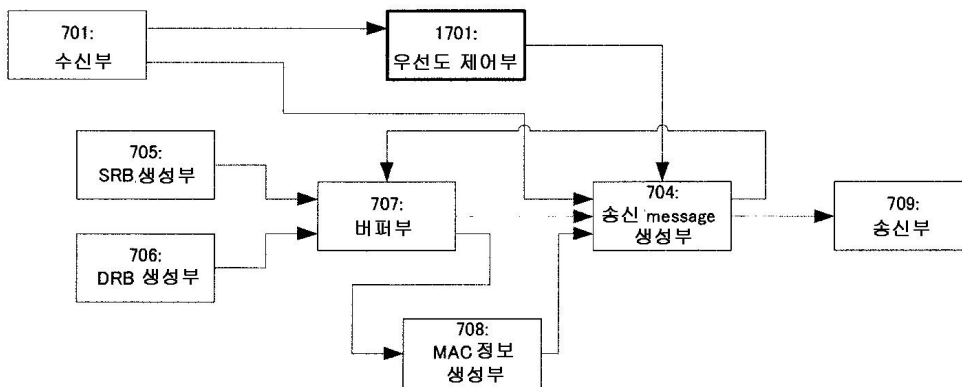 701:
수신부
1701:
우선도 제어부
705:
SRB 생성부
707:
버퍼부
704:
송신 message
생성부
709:
송신부
706:
DRB 생성부
708:
MAC 정보
생성부